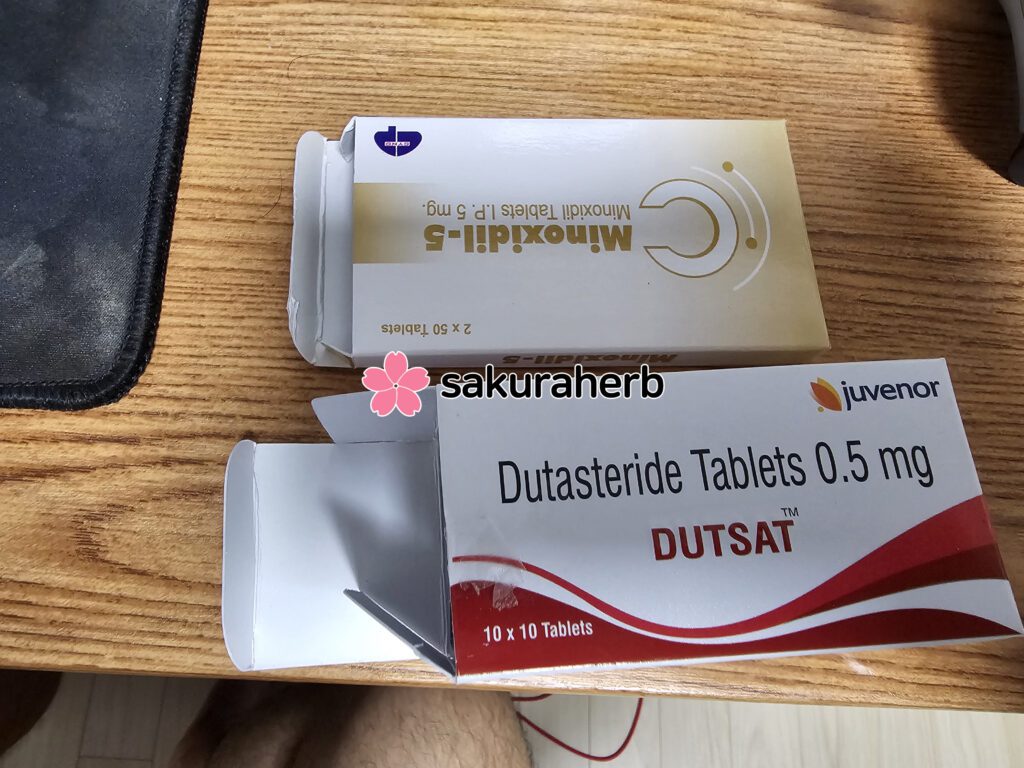 DHAS
Minoxidil-5
Minoxidil Tablets I.P. 5 mg.
2 x 50 Tablets
Minoxidil-5
sakuraherb
juvenor
Dutasteride Tablets 0.5 mg
DUTSAT™
10 x 10 Tablets